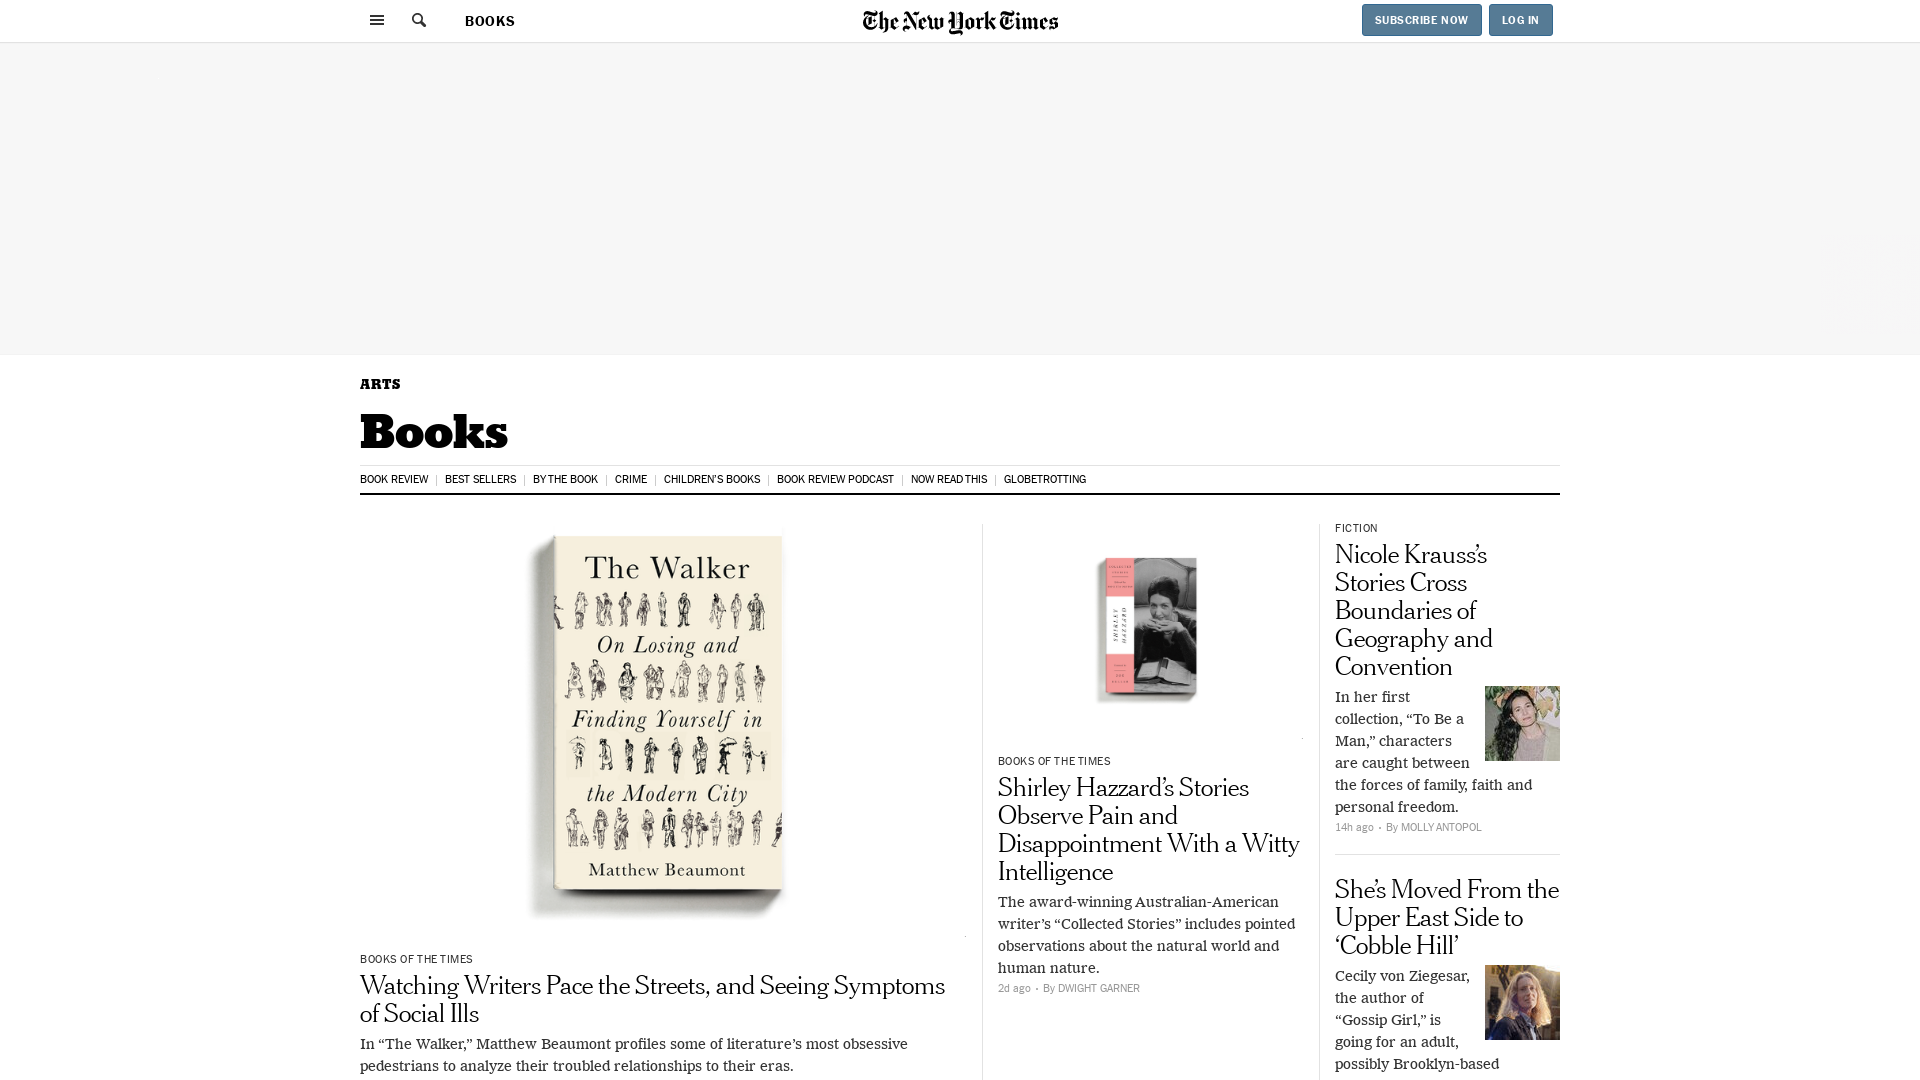 BOOKS
The New York Times
SUBSCRIBE NOW
LOG IN
ARTS
Books
BOOK REVIEW
BEST SELLERS
BY THE BOOK
CRIME
CHILDREN'S BOOKS
BOOK REVIEW PODCAST
NOW READ THIS
GLOBETROTTING
The Walker
On Losing and
Finding Yourself in
the Modern City
Matthew Beaumont
BOOKS OF THE TIMES
Watching Writers Pace the Streets, and Seeing Symptoms
of Social Ills
In “The Walker,” Matthew Beaumont profiles some of literature’s most obsessive
pedestrians to analyze their troubled relationships to their eras.
SHIRLEY
HAZZARD
BOOKS OF THE TIMES
Shirley Hazzard’s Stories
Observe Pain and
Disappointment With a Witty
Intelligence
The award-winning Australian-American
writer’s “Collected Stories” includes pointed
observations about the natural world and
human nature.
2d ago • By DWIGHT GARNER
FICTION
Nicole Krauss’s
Stories Cross
Boundaries of
Geography and
Convention
In her first
collection, “To Be a
Man,” characters
are caught between
the forces of family, faith and
personal freedom.
14h ago • By MOLLY ANTOPOL
She’s Moved From the
Upper East Side to
‘Cobble Hill’
Cecily von Ziegesar,
the author of
“Gossip Girl,” is
going for an adult,
possibly Brooklyn-based